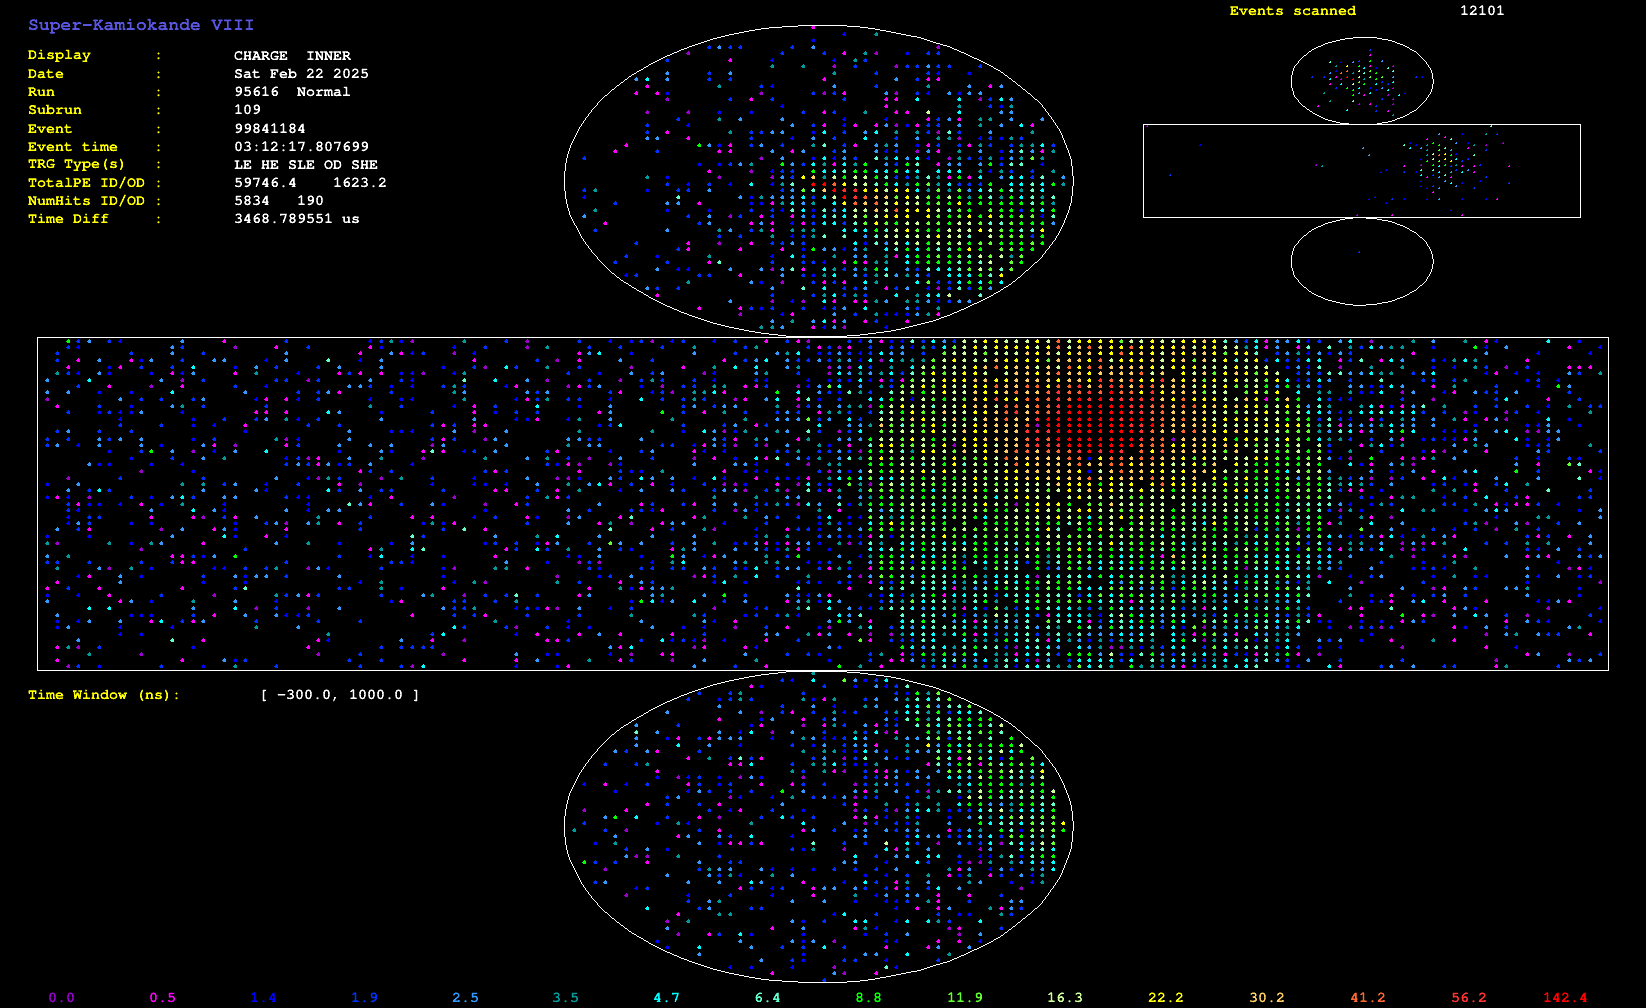 Super-Kamiokande VIII
Events scanned 12101
Display : CHARGE INNER
Date : Sat Feb 22 2025
Run : 95616 Normal
Subrun : 109
Event : 99841184
Event time : 03:12:17.807699
TRG Type(s) : LE HE SLE OD SHE
TotalPE ID/OD : 59746.4 1623.2
NumHits ID/OD : 5834 190
Time Diff : 3468.789551 us
Time Window (ns): [ -300.0, 1000.0 ]
0.0 0.5 1.4 1.9 2.5 3.5 4.7 6.4 8.8 11.9 16.3 22.2 30.2 41.2 56.2 142.4